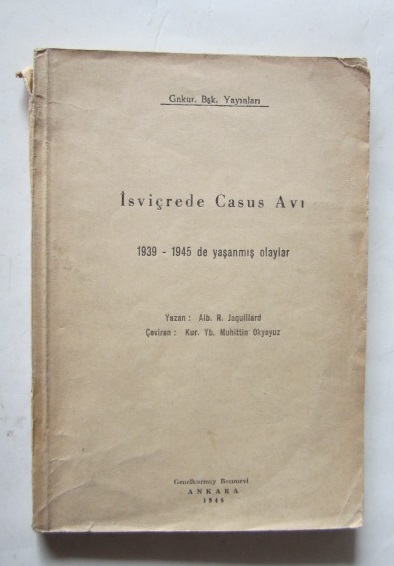 Gnkur. Bşk. Yayınları
İsviçrede Casus Avı
1939 - 1945 de yaşanmış olaylar
Yazan : Alb. R. Jaquillard
Çeviren : Kur. Yb. Muhittin Okyayuz
Genelkurmay Basımevi
ANKARA
1948